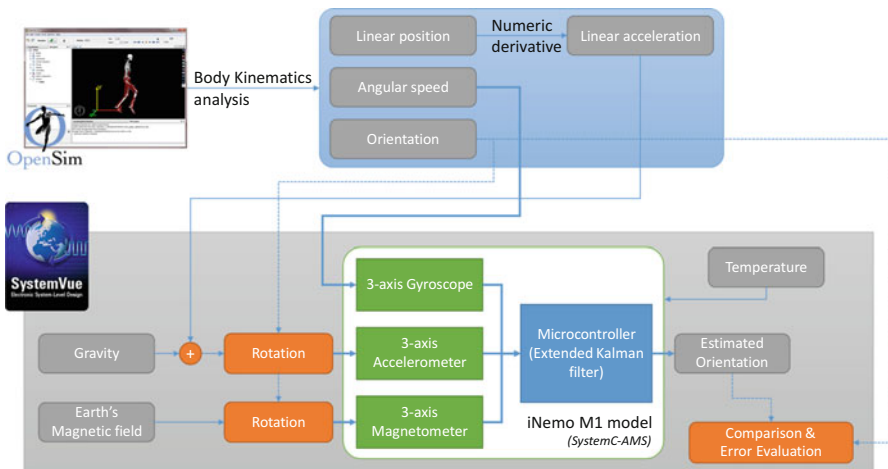 Linear position
Numeric
derivative
Linear acceleration
Body Kinematics
analysis
Angular speed
Orientation
OpenSim
SystemVue
Electronic System-Level Design
3-axis Gyroscope
Temperature
Gravity
+
Rotation
3-axis
Accelerometer
Microcontroller
(Extended Kalman
filter)
Estimated
Orientation
Earth's
Magnetic field
Rotation
3-axis
Magnetometer
iNemo M1 model
(SystemC-AMS)
Comparison &
Error Evaluation